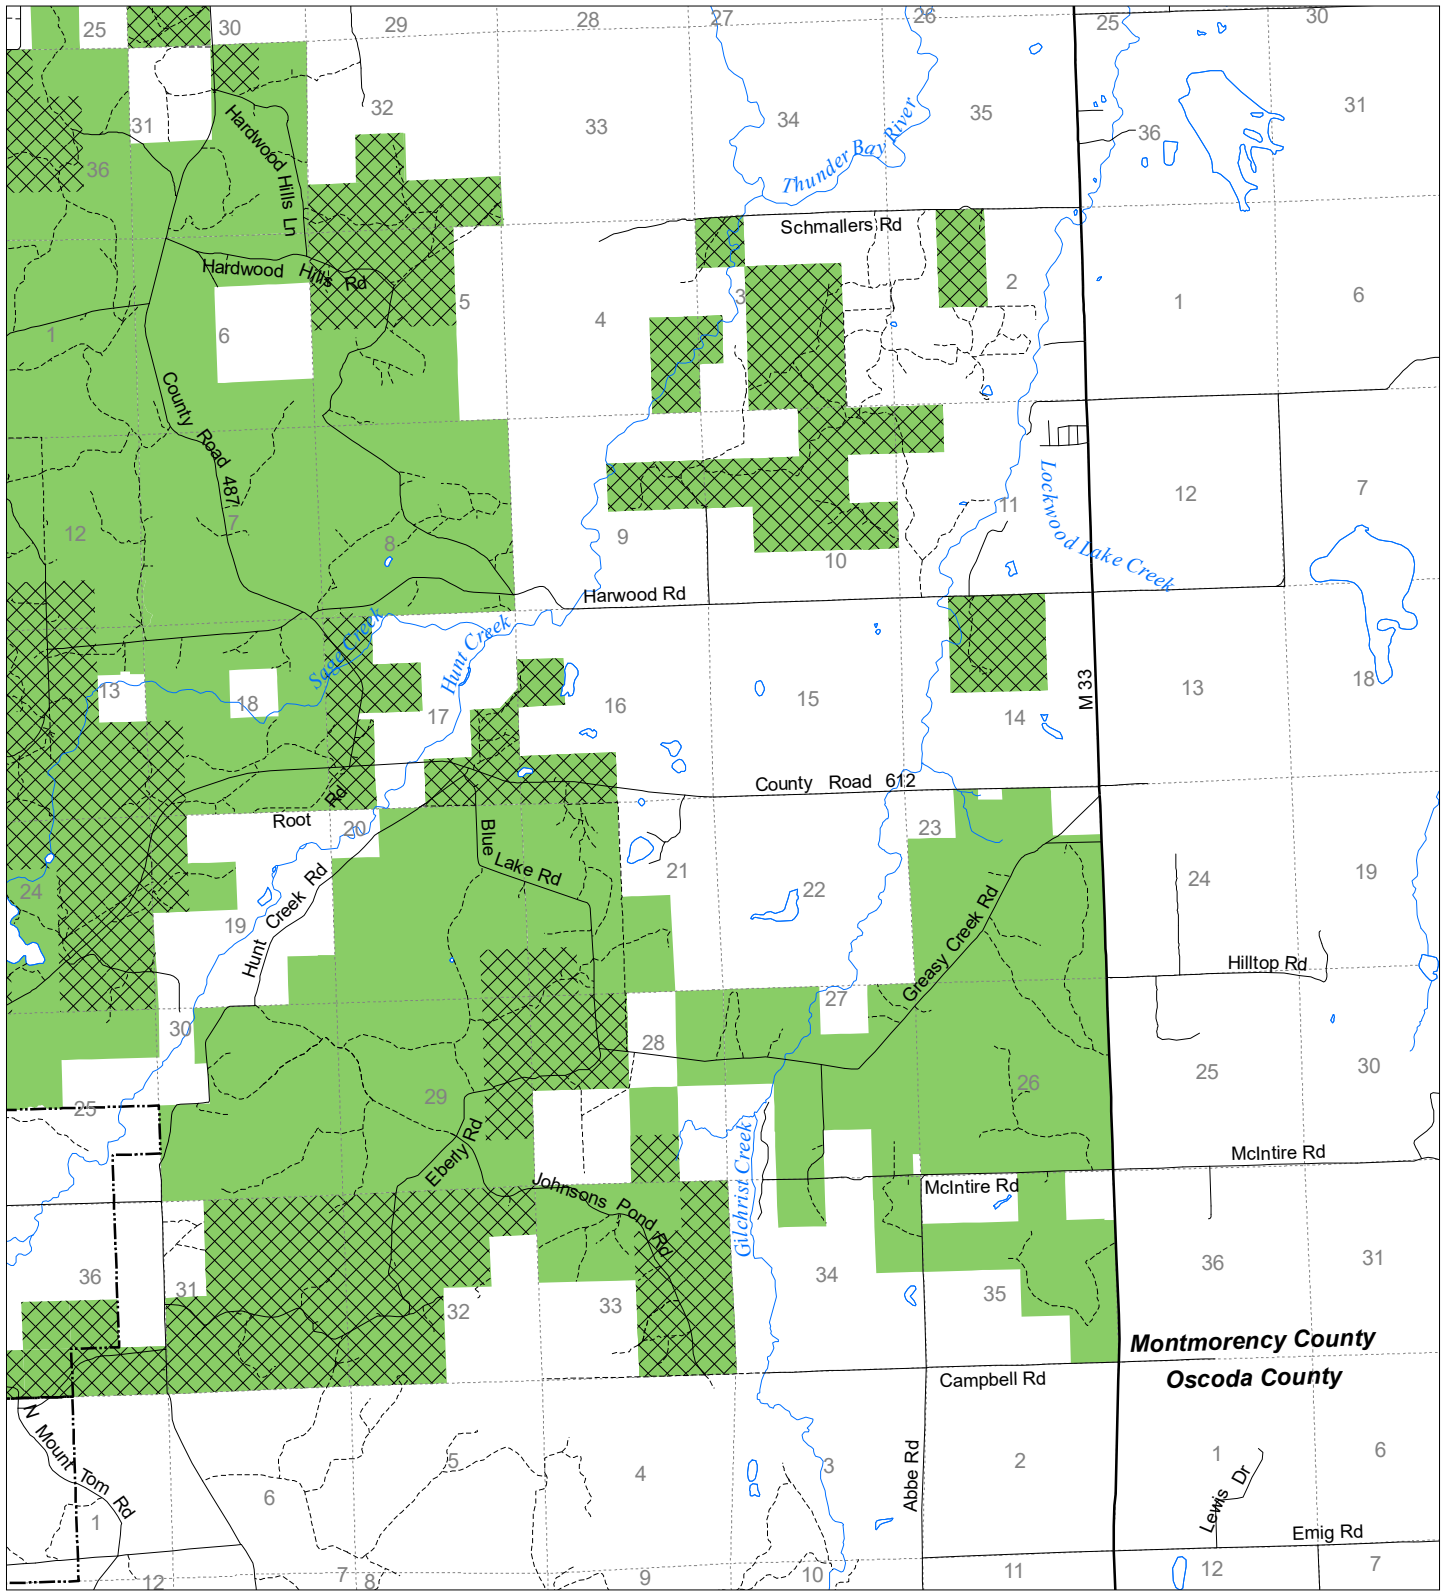 25
30
29
28
27
26
25
30
31
32
33
34
35
36
31
36
Hardwood Hills Ln
Thunder Bay River
Schmallers Rd
Hardwood Hills Rd
1
6
5
4
3
2
1
6
County Road 487
Lockwood Lake Creek
12
7
8
9
10
11
12
7
Harwood Rd
Sage Creek
Hunt Creek
13
18
17
16
15
14
M 33
13
18
County Road 612
Root Rd
20
Blue Lake Rd
21
22
23
24
19
24
19
Hunt Creek Rd
Greasy Creek Rd
Hilltop Rd
30
28
27
25
29
26
25
30
Eberly Rd
Johnsons Pond Rd
Gilchrist Creek
McIntire Rd
McIntire Rd
36
31
32
33
34
35
36
31
Montmorency County
Oscoda County
Campbell Rd
N Mount Tom Rd
Abbe Rd
Lewis Dr
Emig Rd
1
6
5
4
3
2
1
6
12
7
8
9
10
11
12
7